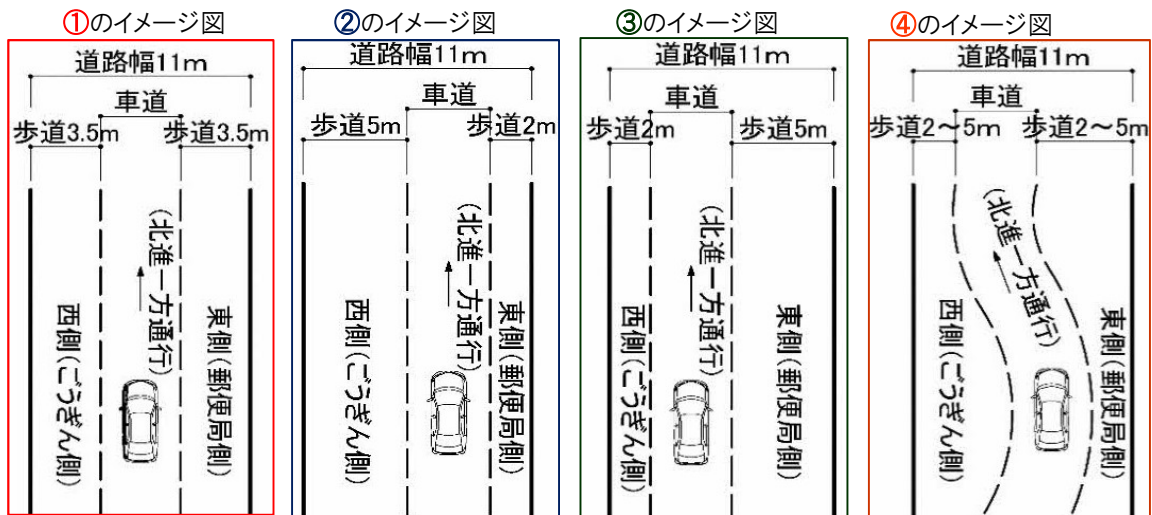 ①のイメージ図
道路幅11m
車道
歩道3.5m
歩道3.5m
西側(ごうぎん側)
(北進一方通行)
東側(郵便局側)
②のイメージ図
道路幅11m
車道
歩道5m
歩道2m
西側(ごうぎん側)
(北進一方通行)
東側(郵便局側)
③のイメージ図
道路幅11m
車道
歩道2m
歩道5m
西側(ごうぎん側)
(北進一方通行)
東側(郵便局側)
④のイメージ図
道路幅11m
車道
歩道2～5m
歩道2～5m
西側(ごうぎん側)
(北進一方通行)
東側(郵便局側)